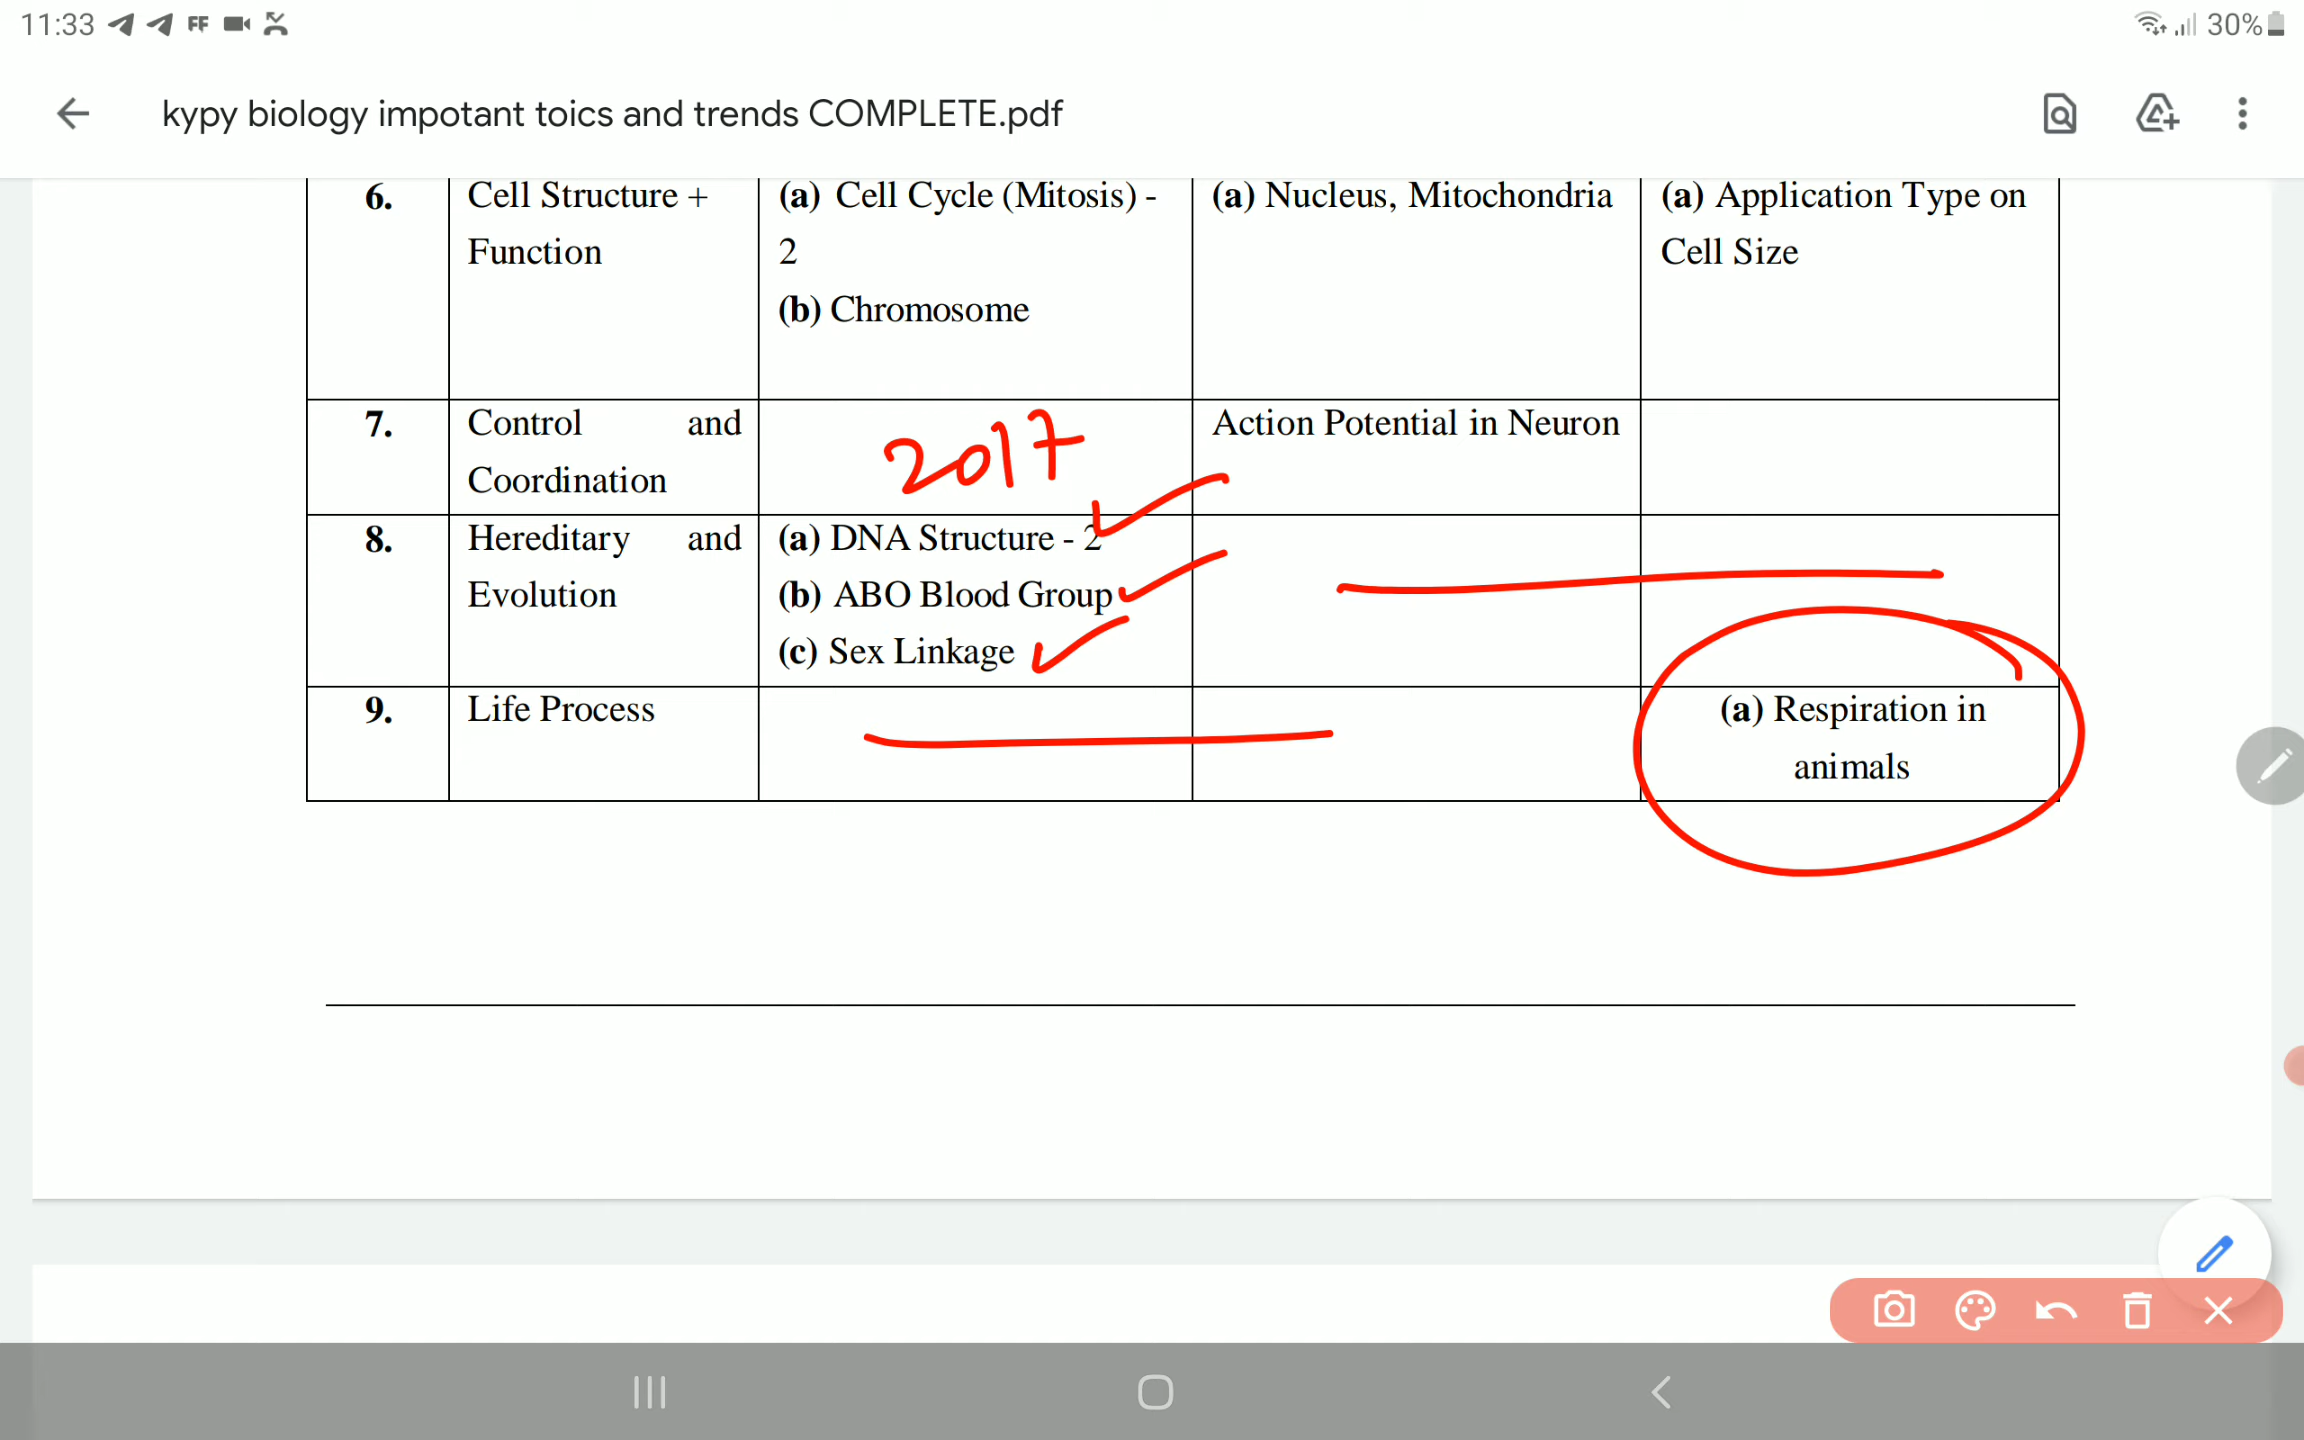 11:33
30%
kypy biology impotant toics and trends COMPLETE.pdf
6. Cell Structure + (a) Cell Cycle (Mitosis) - (a) Nucleus, Mitochondria (a) Application Type on
Function 2 Cell Size
(b) Chromosome
7. Control and 2017 Action Potential in Neuron
Coordination
8. Hereditary and (a) DNA Structure - 2
Evolution (b) ABO Blood Group
(c) Sex Linkage
9. Life Process (a) Respiration in
animals